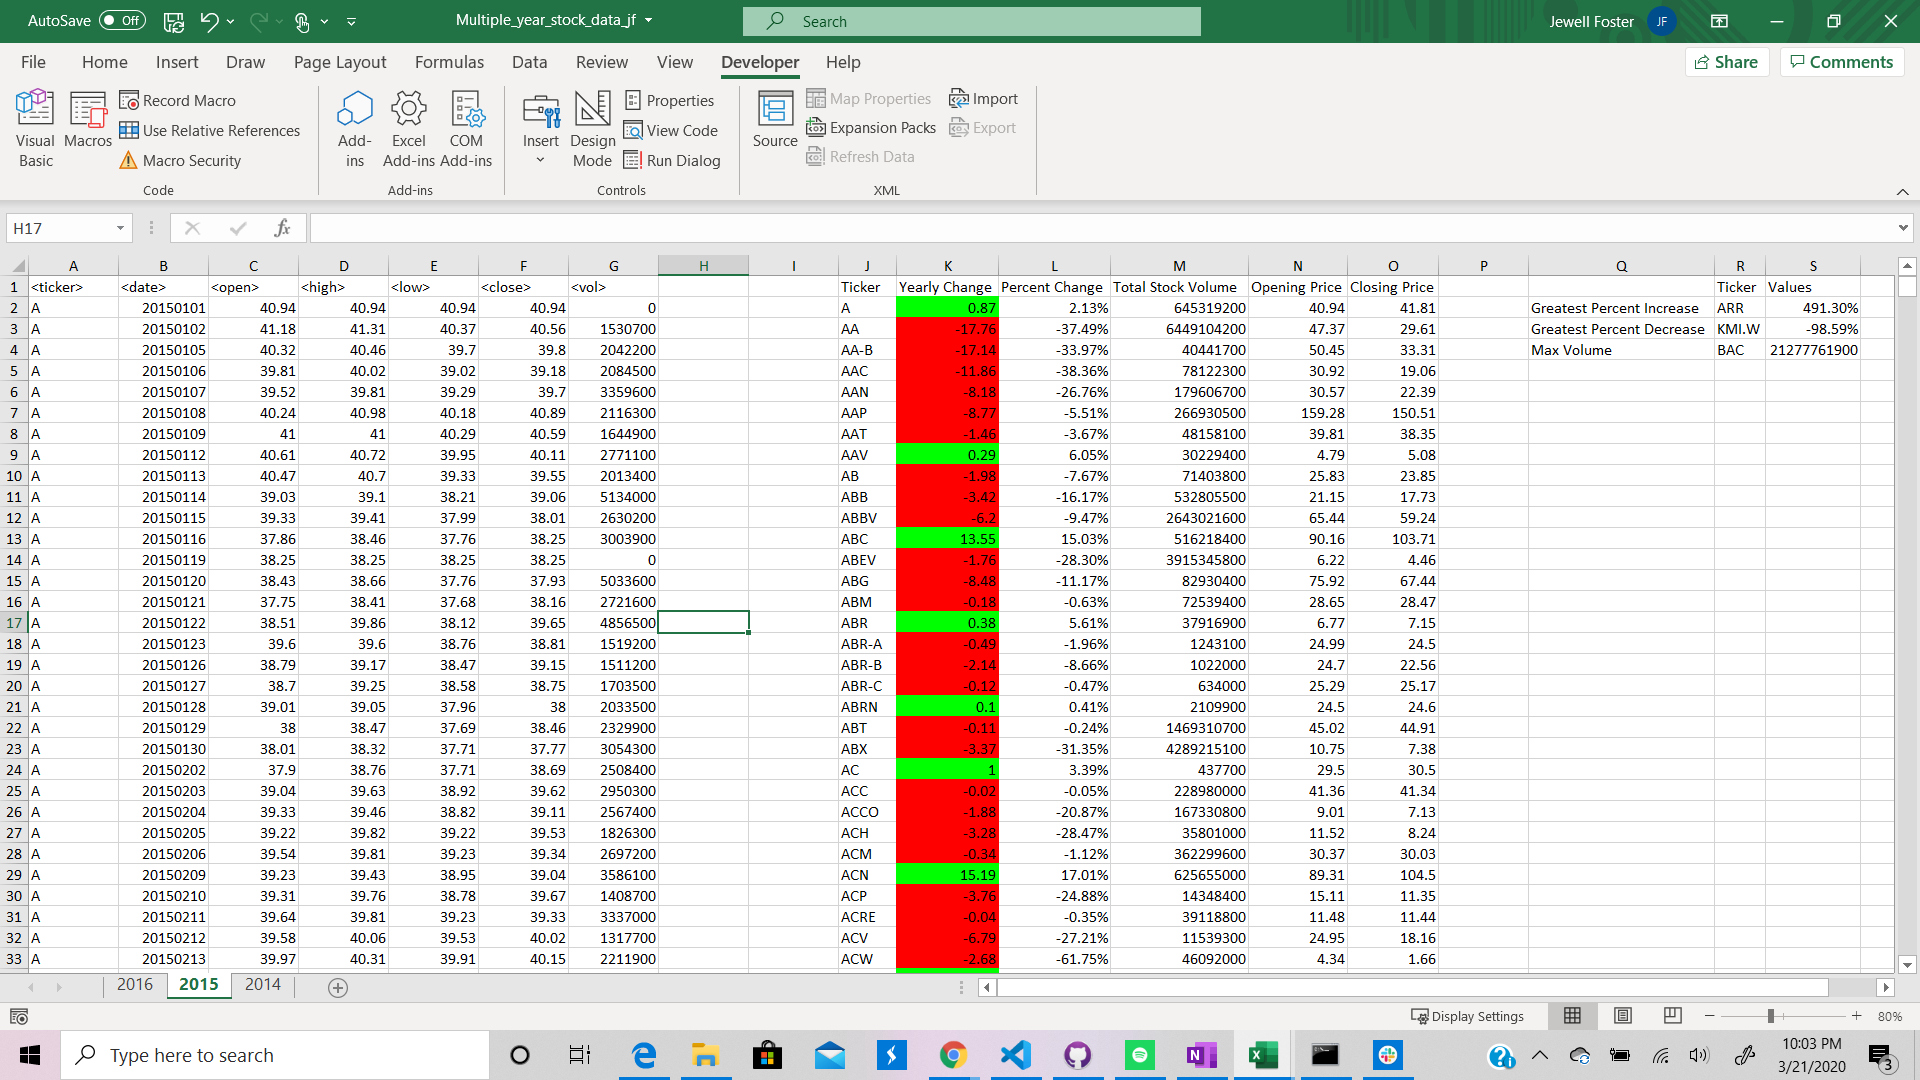 AutoSave Off Multiple_year_stock_data_jf Search Jewell Foster JF
File Home Insert Draw Page Layout Formulas Data Review View Developer Help Share Comments
Visual Basic
Macros
Record Macro
Use Relative References
Macro Security
Code
Add-ins
Excel Add-ins
COM Add-ins
Add-ins
Insert
Design Mode
Properties
View Code
Run Dialog
Controls
Source
Map Properties
Expansion Packs
Refresh Data
Import
Export
XML
H17 fx
A B C D E F G H I J K L M N O P Q R S
1 <ticker> <date> <open> <high> <low> <close> <vol> Ticker Yearly Change Percent Change Total Stock Volume Opening Price Closing Price Ticker Values
2 A 20150101 40.94 40.94 40.94 40.94 0 A 0.87 2.13% 645319200 40.94 41.81 Greatest Percent Increase ARR 491.30%
3 A 20150102 41.18 41.31 40.37 40.56 1530700 AA -17.76 -37.49% 6449104200 47.37 29.61 Greatest Percent Decrease KMI.W -98.59%
4 A 20150105 40.32 40.46 39.7 39.8 2042200 AA-B -17.14 -33.97% 40441700 50.45 33.31 Max Volume BAC 21277761900
5 A 20150106 39.81 40.02 39.02 39.18 2084500 AAC -11.86 -38.36% 78122300 30.92 19.06
6 A 20150107 39.52 39.81 39.29 39.7 3359600 AAN -8.18 -26.76% 179606700 30.57 22.39
7 A 20150108 40.24 40.98 40.18 40.89 2116300 AAP -8.77 -5.51% 266930500 159.28 150.51
8 A 20150109 41 41 40.29 40.59 1644900 AAT -1.46 -3.67% 48158100 39.81 38.35
9 A 20150112 40.61 40.72 39.95 40.11 2771100 AAV 0.29 6.05% 30229400 4.79 5.08
10 A 20150113 40.47 40.7 39.33 39.55 2013400 AB -1.98 -7.67% 71403800 25.83 23.85
11 A 20150114 39.03 39.1 38.21 39.06 5134000 ABB -3.42 -16.17% 532805500 21.15 17.73
12 A 20150115 39.33 39.41 37.99 38.01 2630200 ABBV -6.2 -9.47% 2643021600 65.44 59.24
13 A 20150116 37.86 38.46 37.76 38.25 3003900 ABC 13.55 15.03% 516218400 90.16 103.71
14 A 20150119 38.25 38.25 38.25 38.25 0 ABEV -1.76 -28.30% 3915345800 6.22 4.46
15 A 20150120 38.43 38.66 37.76 37.93 5033600 ABG -8.48 -11.17% 82930400 75.92 67.44
16 A 20150121 37.75 38.41 37.68 38.16 2721600 ABM -0.18 -0.63% 72539400 28.65 28.47
17 A 20150122 38.51 39.86 38.12 39.65 4856500 ABR 0.38 5.61% 37916900 6.77 7.15
18 A 20150123 39.6 39.6 38.76 38.81 1519200 ABR-A -0.49 -1.96% 1243100 24.99 24.5
19 A 20150126 38.79 39.17 38.47 39.15 1511200 ABR-B -2.14 -8.66% 1022000 24.7 22.56
20 A 20150127 38.7 39.25 38.58 38.75 1703500 ABR-C -0.12 -0.47% 634000 25.29 25.17
21 A 20150128 39.01 39.05 37.96 38 2033500 ABRN 0.1 0.41% 2109900 24.5 24.6
22 A 20150129 38 38.47 37.69 38.46 2329900 ABT -0.11 -0.24% 1469310700 45.02 44.91
23 A 20150130 38.01 38.32 37.71 37.77 3054300 ABX -3.37 -31.35% 4289215100 10.75 7.38
24 A 20150202 37.9 38.76 37.71 38.69 2508400 AC 1 3.39% 437700 29.5 30.5
25 A 20150203 39.04 39.63 38.92 39.62 2950300 ACC -0.02 -0.05% 228980000 41.36 41.34
26 A 20150204 39.33 39.46 38.82 39.11 2567400 ACCO -1.88 -20.87% 167330800 9.01 7.13
27 A 20150205 39.22 39.82 39.22 39.53 1826300 ACH -3.28 -28.47% 35801000 11.52 8.24
28 A 20150206 39.54 39.81 39.23 39.34 2697200 ACM -0.34 -1.12% 362299600 30.37 30.03
29 A 20150209 39.23 39.43 38.95 39.04 3586100 ACN 15.19 17.01% 625655000 89.31 104.5
30 A 20150210 39.31 39.76 38.78 39.67 1408700 ACP -3.76 -24.88% 14348400 15.11 11.35
31 A 20150211 39.64 39.81 39.23 39.33 3337000 ACRE -0.04 -0.35% 39118800 11.48 11.44
32 A 20150212 39.58 40.06 39.53 40.02 1317700 ACV -6.79 -27.21% 11539300 24.95 18.16
33 A 20150213 39.97 40.31 39.91 40.15 2211900 ACW -2.68 -61.75% 46092000 4.34 1.66
2016 2015 2014
Display Settings 80%
Type here to search
10:03 PM
3/21/2020
3